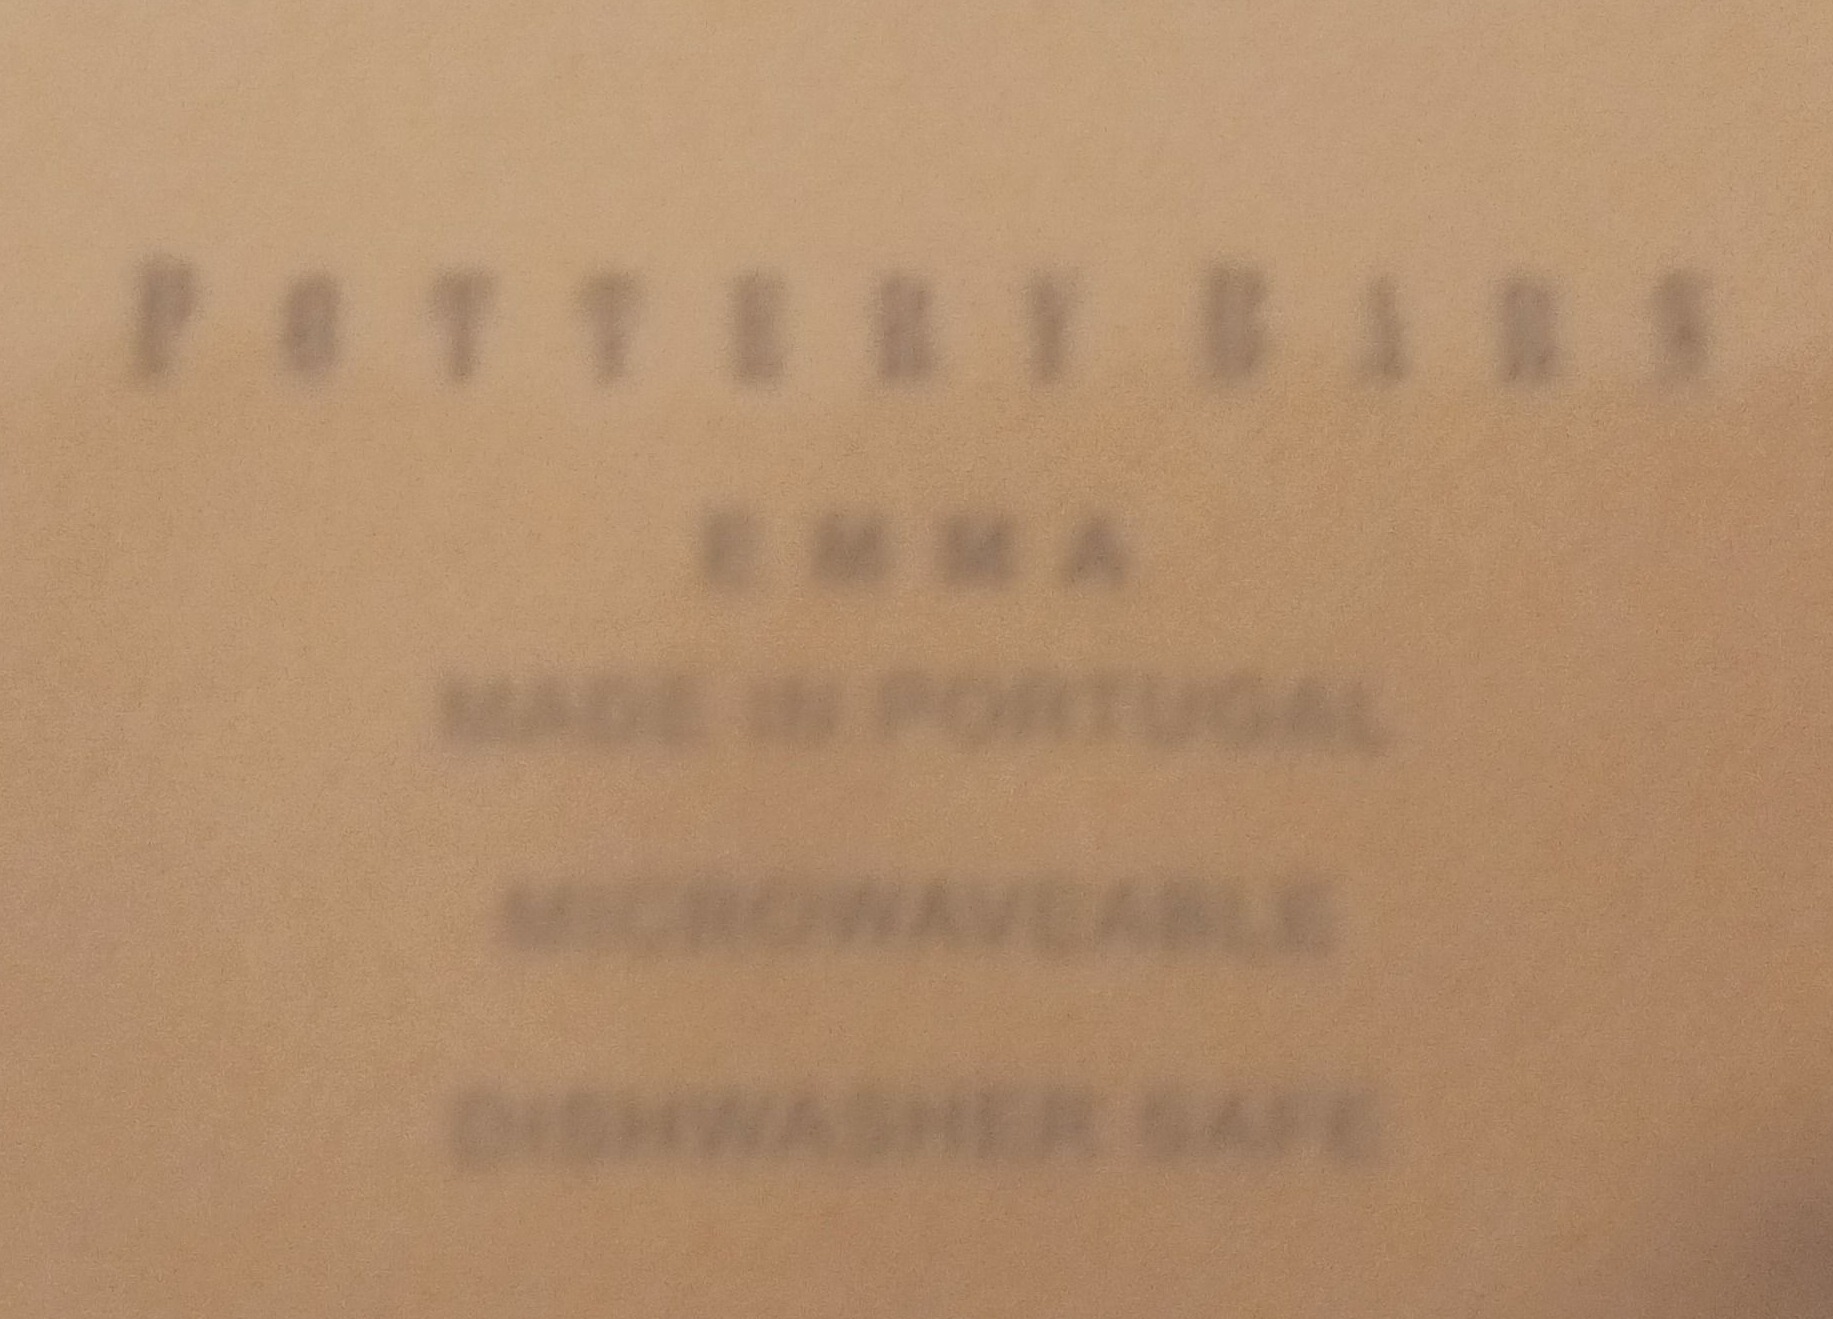 POTTERY BARN
EMMA
MADE IN PORTUGAL
MICROWAVEABLE
DISHWASHER SAFE